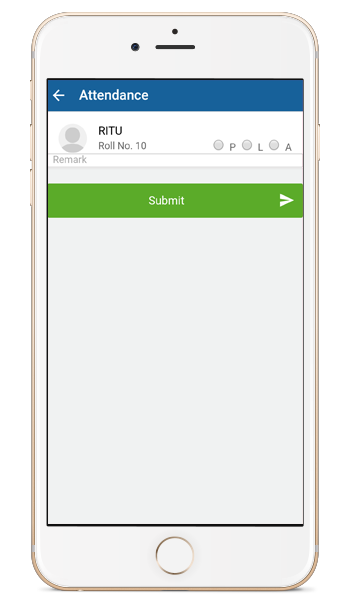 Attendance
RITU
Roll No. 10 P L A
Remark
Submit